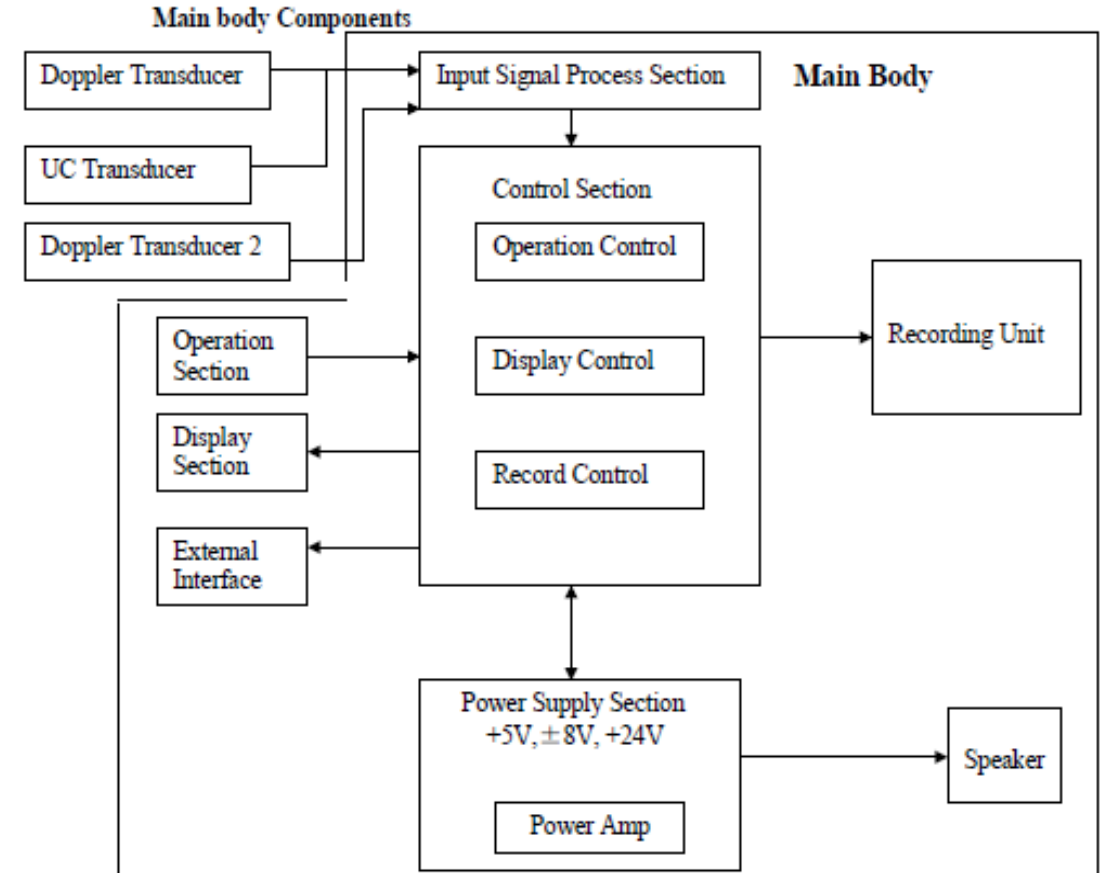 Main body Components
Doppler Transducer
Input Signal Process Section
Main Body
UC Transducer
Control Section
Doppler Transducer 2
Operation Control
Operation
Section
Display Control
Recording Unit
Display
Section
Record Control
External
Interface
Power Supply Section
+5V, ±8V, +24V
Speaker
Power Amp